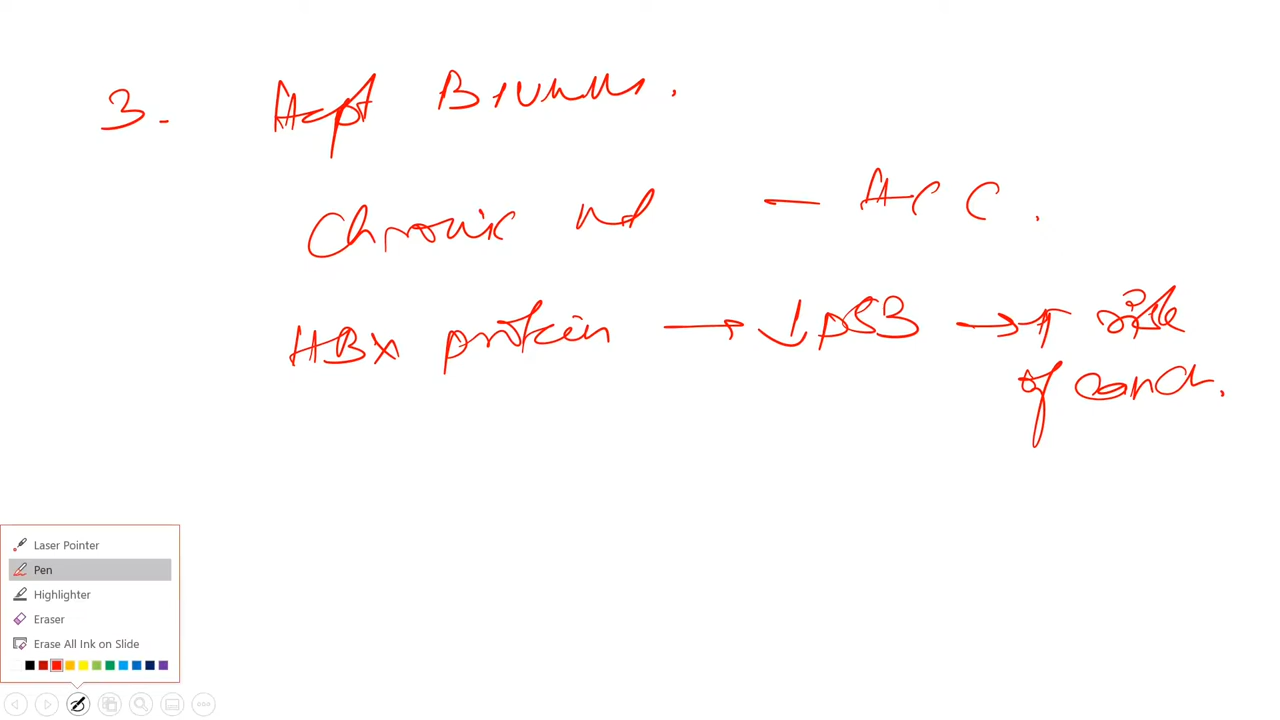 3. Hept B virus.
Chronic inf — HCC.
HBx protein → ↓ p53 → ↑ risk
of cancer.
Laser Pointer
Pen
Highlighter
Eraser
Erase All Ink on Slide